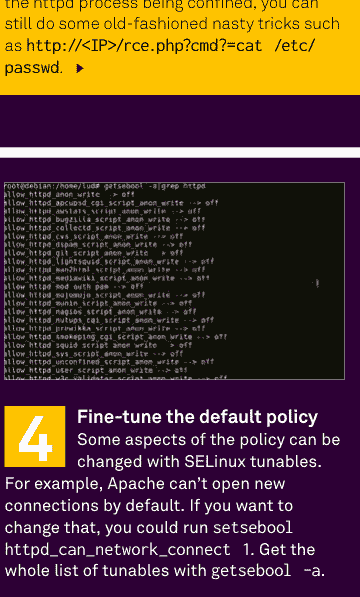 the httpd process being confined, you can
still do some old-fashioned nasty tricks such
as http://<IP>/rce.php?cmd?=cat /etc/
passwd.
root@debian:/home/lud# getsebool -a|grep httpd
allow_httpd_anon_write --> off
allow_httpd_apcupsd_cgi_script_anon_write --> off
allow_httpd_awstats_script_anon_write --> off
allow_httpd_bugzilla_script_anon_write --> off
allow_httpd_collectd_script_anon_write --> off
allow_httpd_cvs_script_anon_write --> off
allow_httpd_dspam_script_anon_write --> off
allow_httpd_git_script_anon_write --> off
allow_httpd_lightsquid_script_anon_write --> off
allow_httpd_man2html_script_anon_write --> off
allow_httpd_mediawiki_script_anon_write --> off
allow_httpd_mod_auth_pam --> off
allow_httpd_mojomojo_script_anon_write --> off
allow_httpd_munin_script_anon_write --> off
allow_httpd_nagios_script_anon_write --> off
allow_httpd_nutups_cgi_script_anon_write --> off
allow_httpd_prewikka_script_anon_write --> off
allow_httpd_smokeping_cgi_script_anon_write --> off
allow_httpd_squid_script_anon_write --> off
allow_httpd_sys_script_anon_write --> off
allow_httpd_unconfined_script_anon_write --> off
allow_httpd_user_script_anon_write --> off
allow_httpd_w3c_validator_script_anon_write --> off
4
Fine-tune the default policy
Some aspects of the policy can be
changed with SELinux tunables.
For example, Apache can't open new
connections by default. If you want to
change that, you could run setsebool
httpd_can_network_connect 1. Get the
whole list of tunables with getsebool -a.